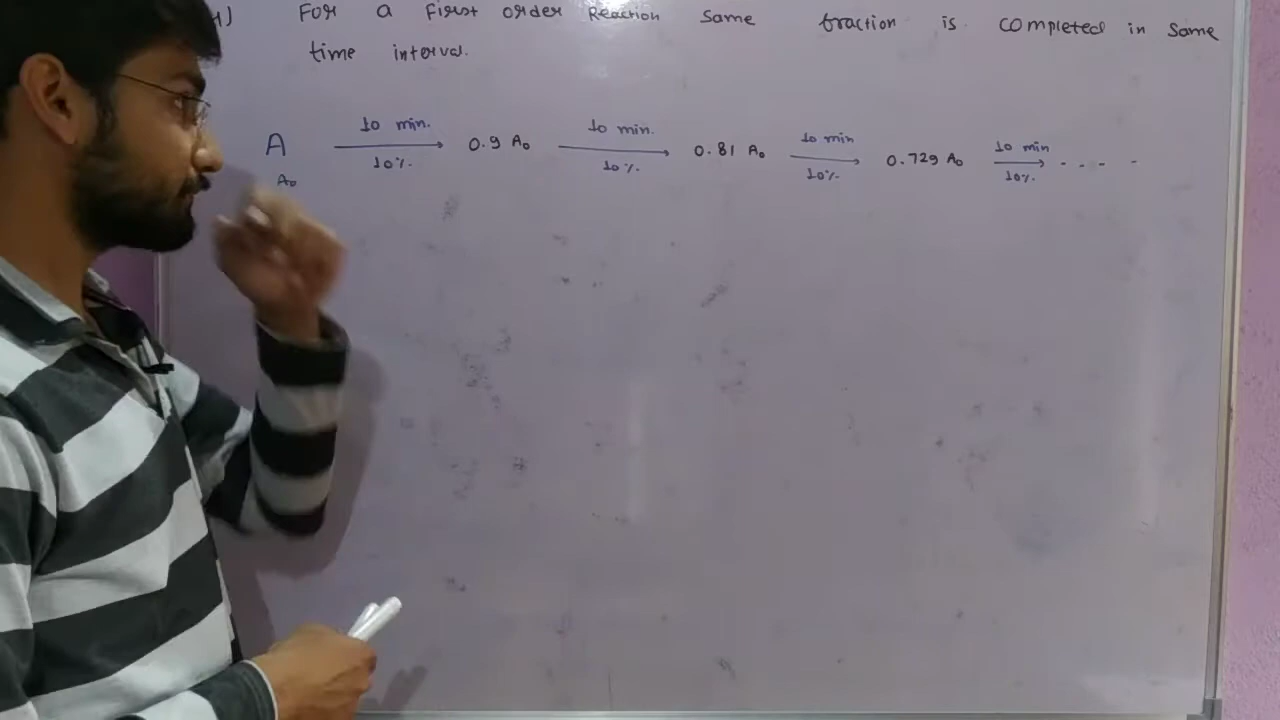 For a First order Reaction Same fraction is completed in Same
time interval.
A 10 min. 0.9 A₀ 10 min. 0.81 A₀ 10 min 0.729 A₀ 10 min . . . .
A₀ 10%. 10%. 10%. 10%.